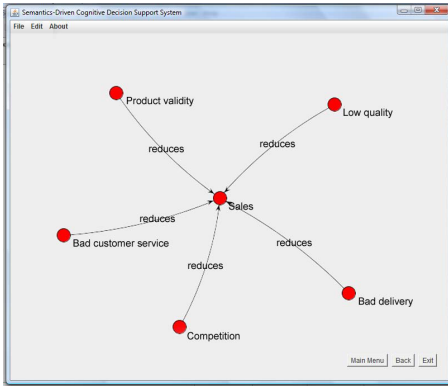 Semantics-Driven Cognitive Decision Support System
File Edit About
Product validity
Low quality
reduces
reduces
Sales
reduces
Bad customer service
reduces
reduces
Bad delivery
Competition
Main Menu Back Exit